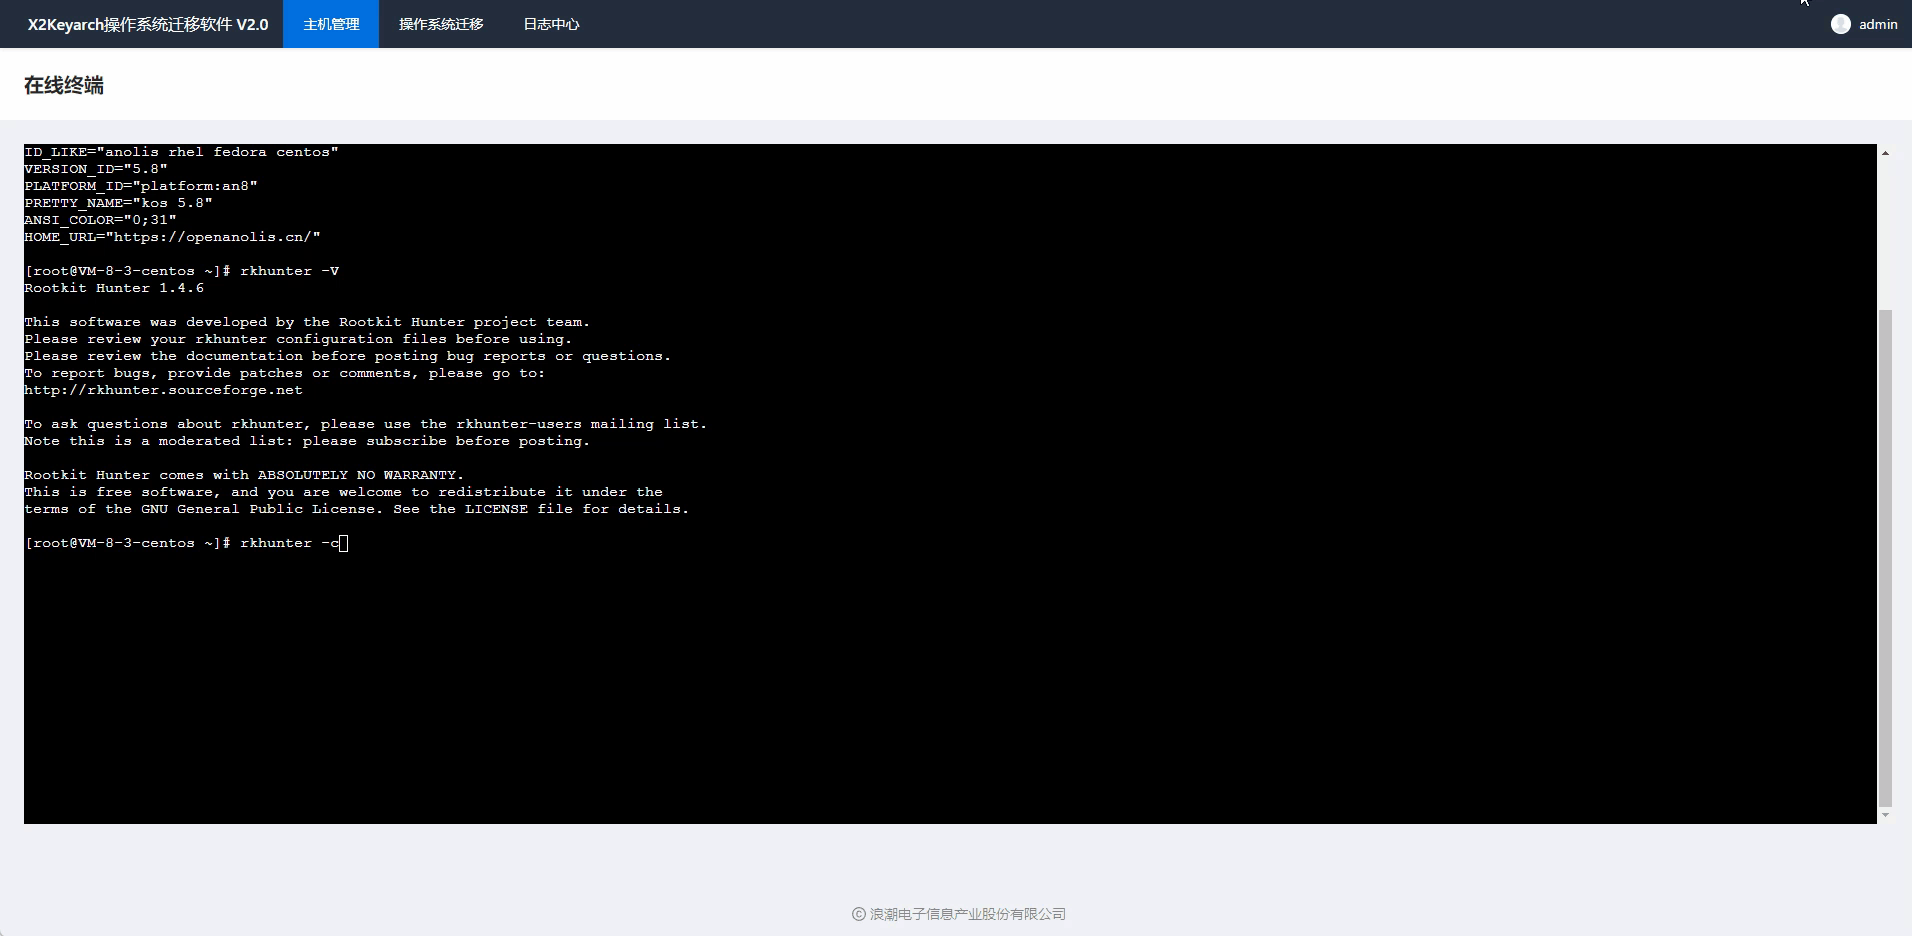 X2Keyarch操作系统迁移软件 V2.0 主机管理 操作系统迁移 日志中心 admin
在线终端
ID_LIKE="anolis rhel fedora centos"
VERSION_ID="5.8"
PLATFORM_ID="platform:an8"
PRETTY_NAME="kos 5.8"
ANSI_COLOR="0;31"
HOME_URL="https://openanolis.cn/"
[root@VM-8-3-centos ~]# rkhunter -V
Rootkit Hunter 1.4.6
This software was developed by the Rootkit Hunter project team.
Please review your rkhunter configuration files before using.
Please review the documentation before posting bug reports or questions.
To report bugs, provide patches or comments, please go to:
http://rkhunter.sourceforge.net
To ask questions about rkhunter, please use the rkhunter-users mailing list.
Note this is a moderated list: please subscribe before posting.
Rootkit Hunter comes with ABSOLUTELY NO WARRANTY.
This is free software, and you are welcome to redistribute it under the
terms of the GNU General Public License. See the LICENSE file for details.
[root@VM-8-3-centos ~]# rkhunter -c
© 浪潮电子信息产业股份有限公司